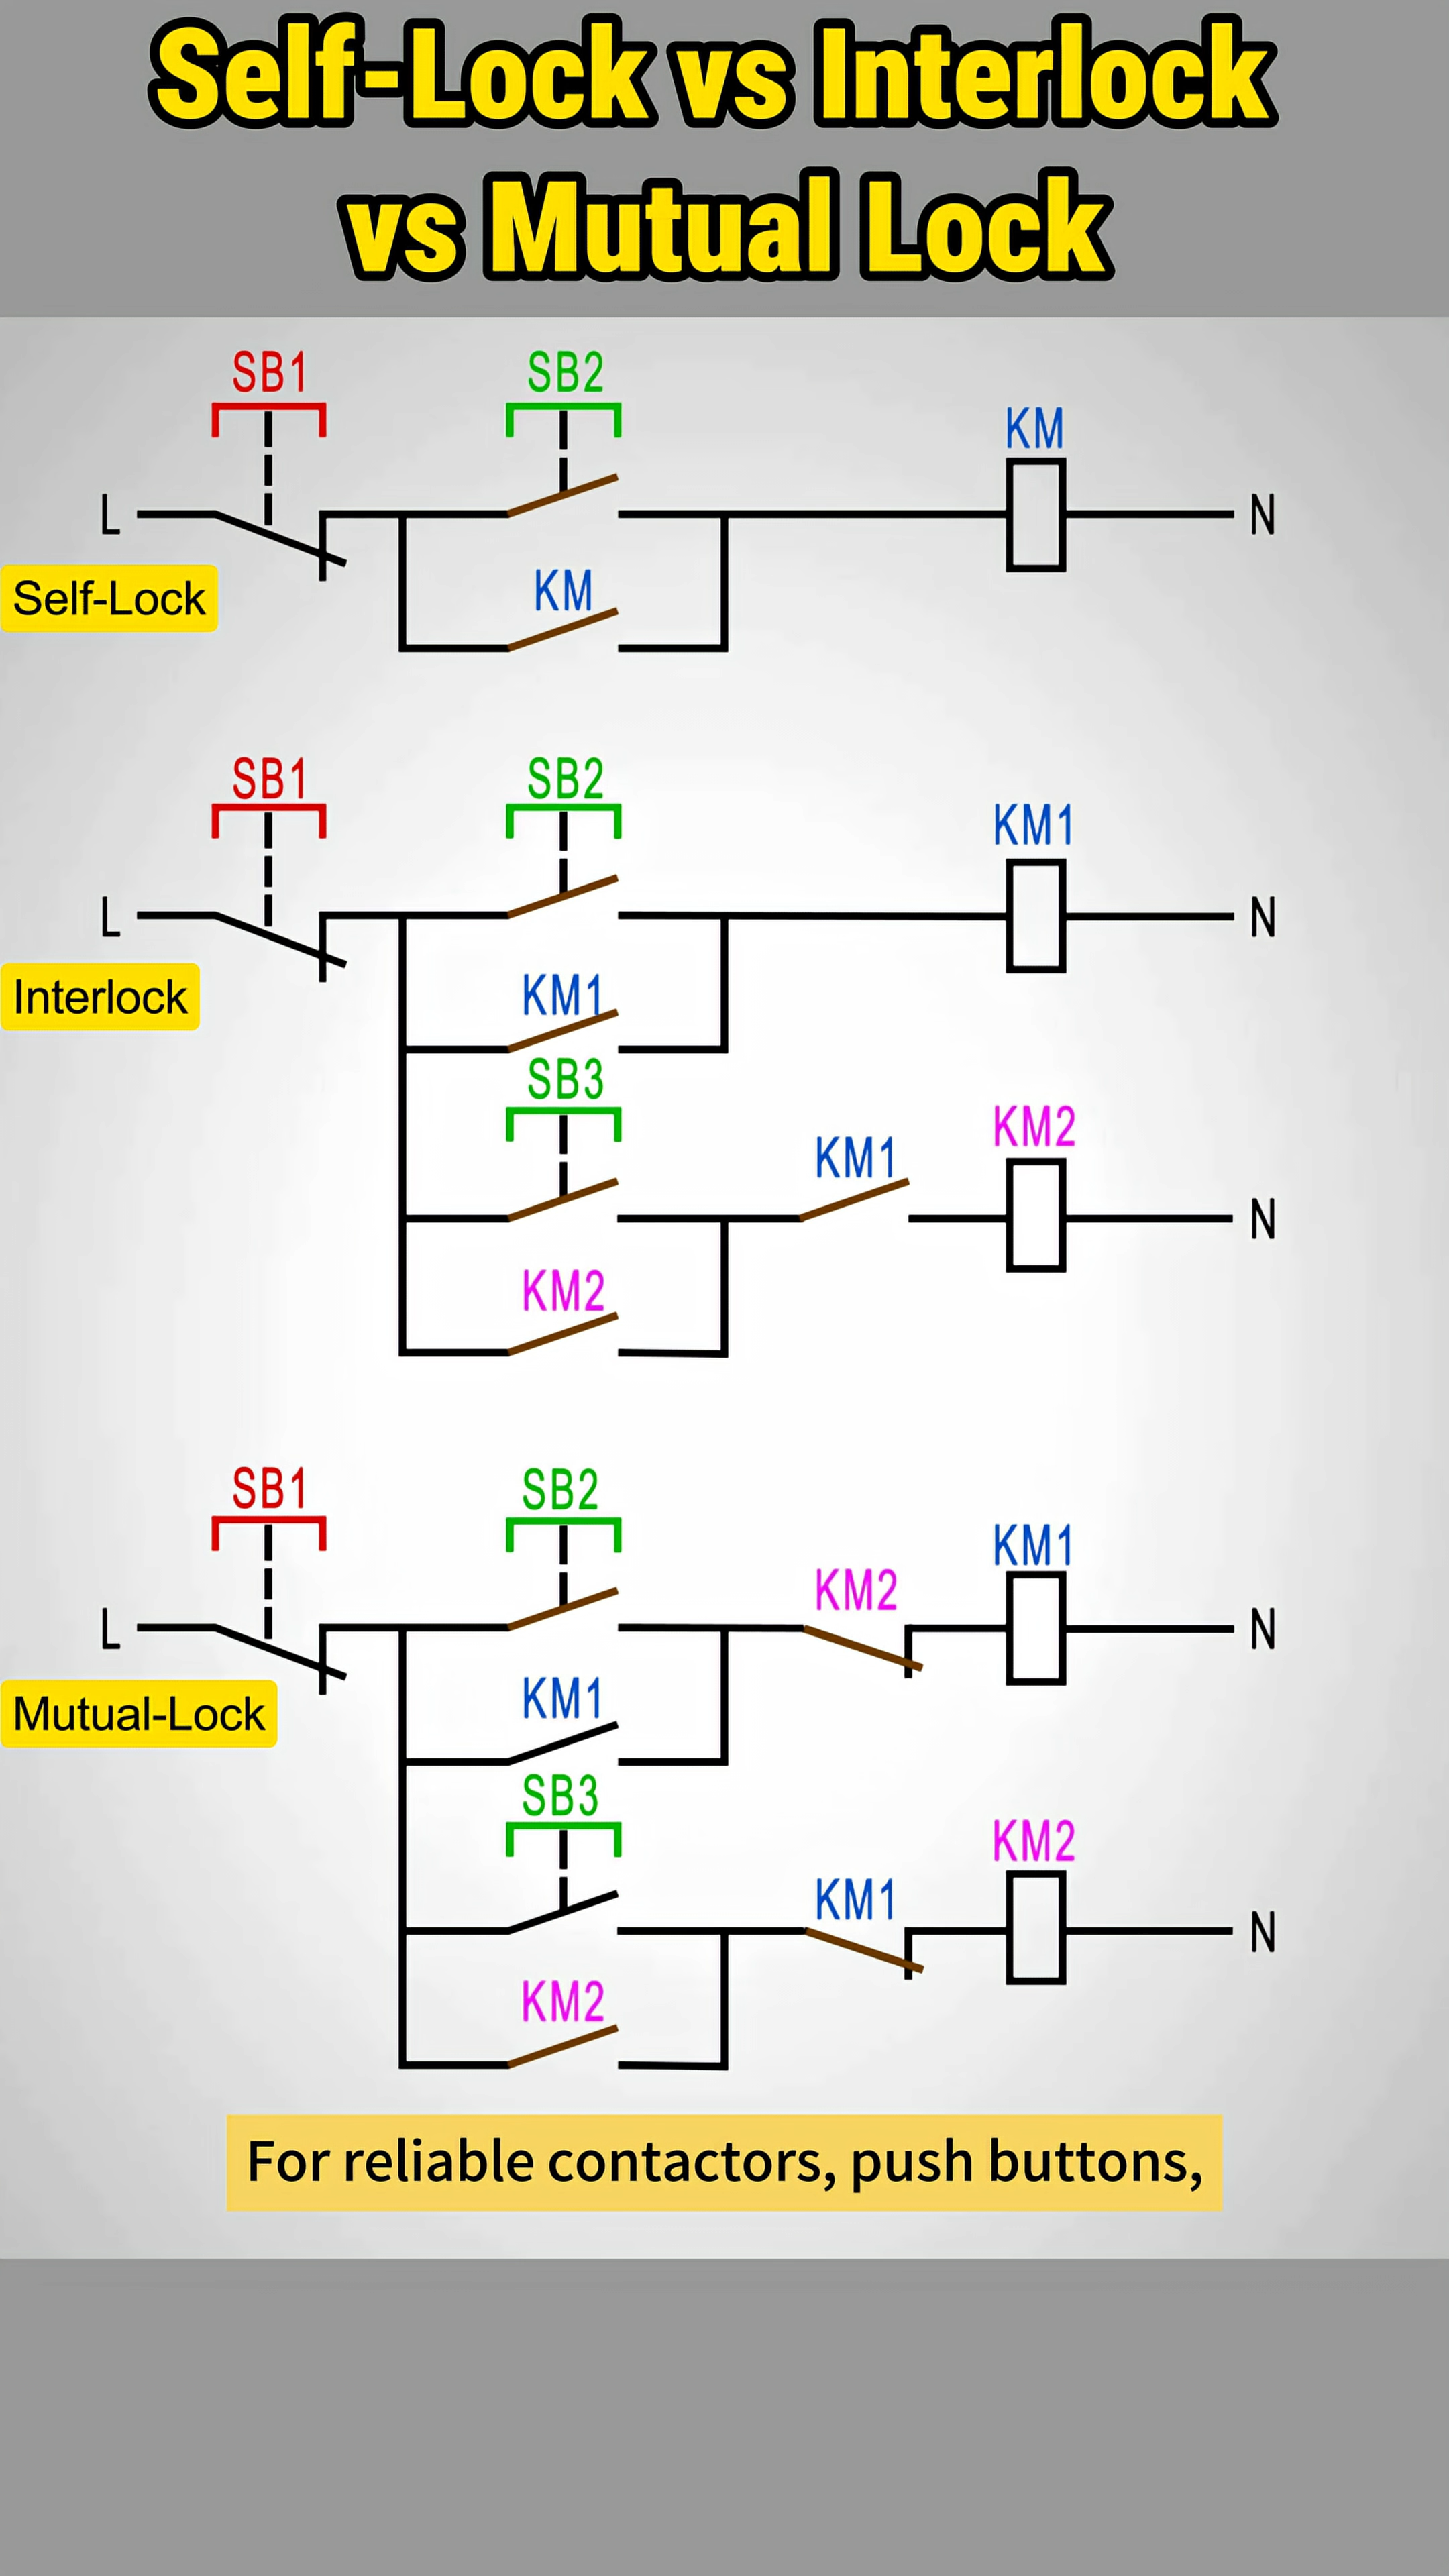 Self-Lock vs Interlock
vs Mutual Lock
SB1 SB2 KM
L N
Self-Lock
KM
SB1 SB2 KM1
L N
Interlock
KM1
SB3
KM1 KM2
N
KM2
SB1 SB2 KM1
KM2
L N
Mutual-Lock
KM1
SB3
KM1 KM2
N
KM2
For reliable contactors, push buttons,